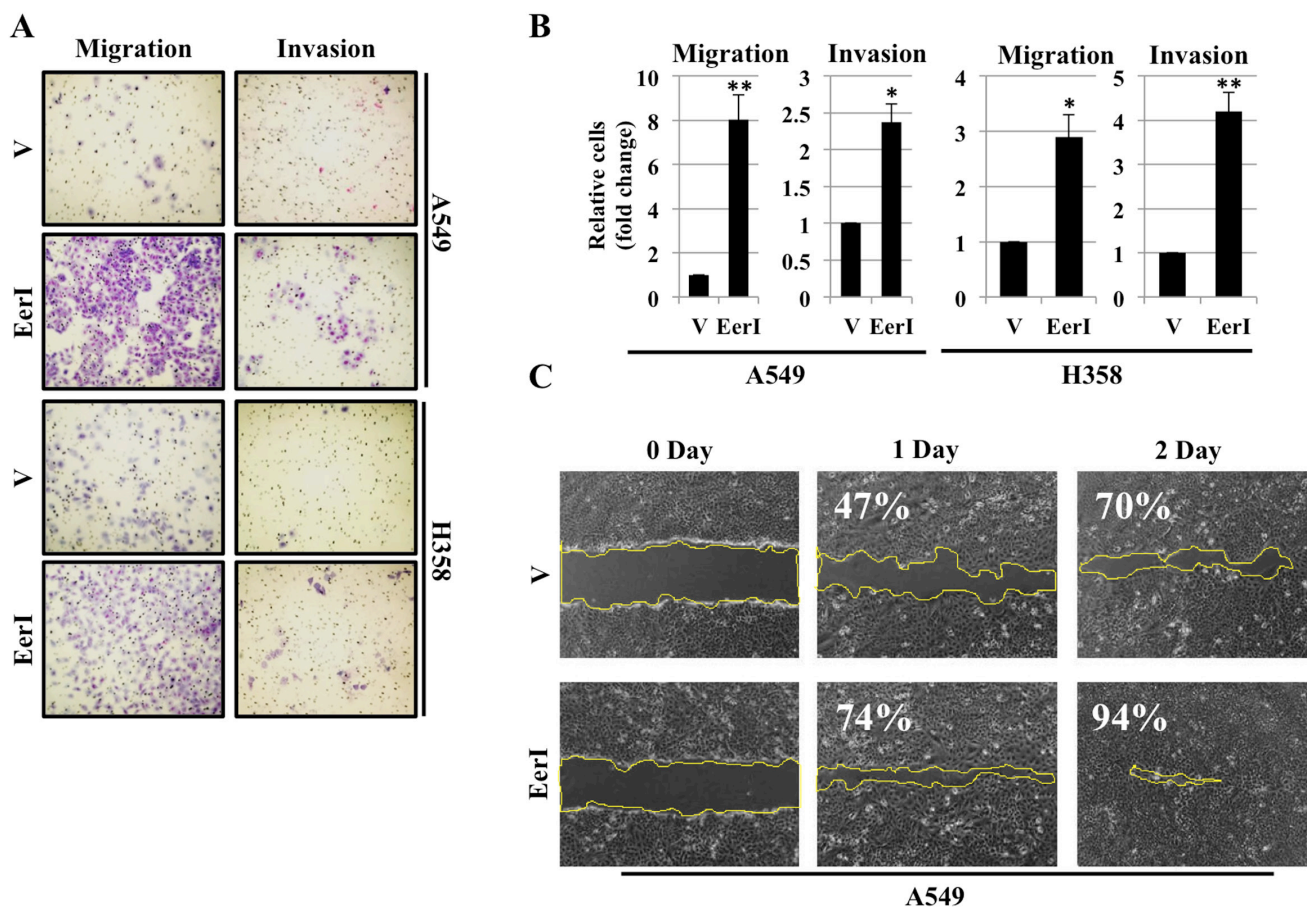 A
Migration Invasion
V
EerI
A549
V
EerI
H358
B
Migration Invasion Migration Invasion
Relative cells
(fold change)
10
8
6
4
2
0
**
V EerI
3
2.5
2
1.5
1
0.5
0
*
V EerI
4
3
2
1
0
*
V EerI
5
4
3
2
1
0
**
V EerI
A549 H358
C
0 Day 1 Day 2 Day
V
47% 70%
EerI
74% 94%
A549